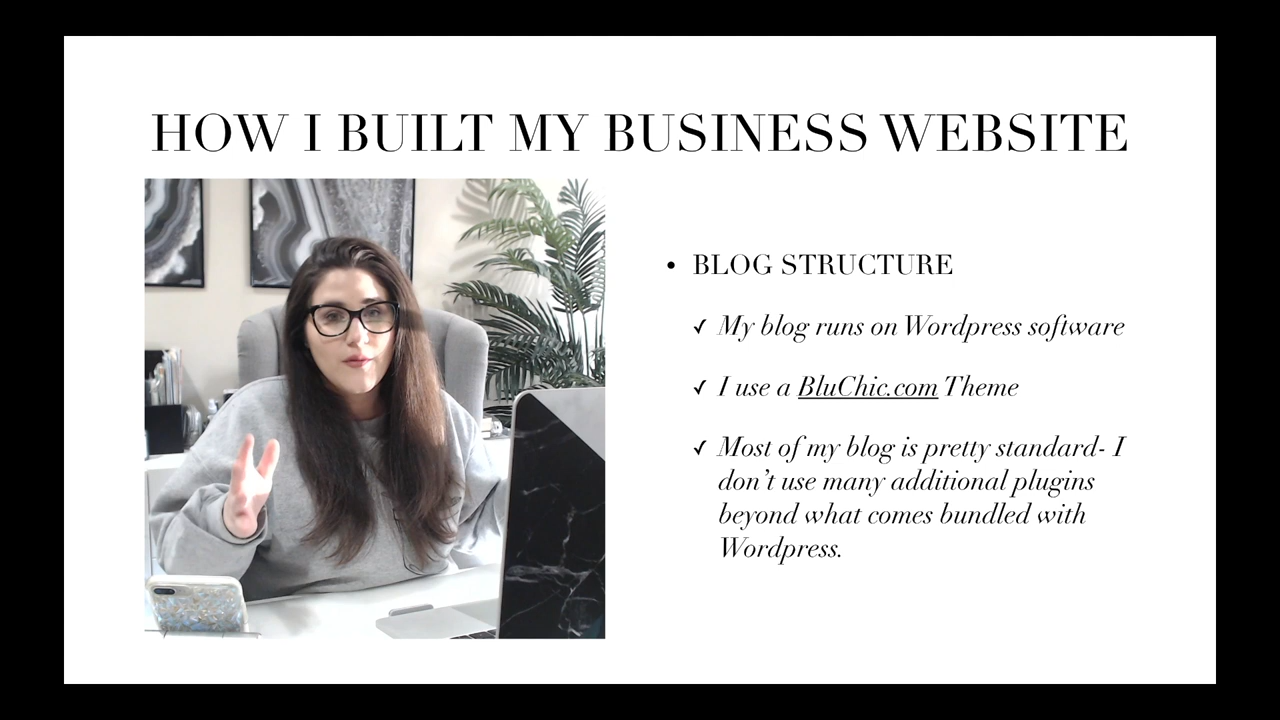 HOW I BUILT MY BUSINESS WEBSITE
• BLOG STRUCTURE
✓ My blog runs on Wordpress software
✓ I use a BluChic.com Theme
✓ Most of my blog is pretty standard- I
don’t use many additional plugins
beyond what comes bundled with
Wordpress.